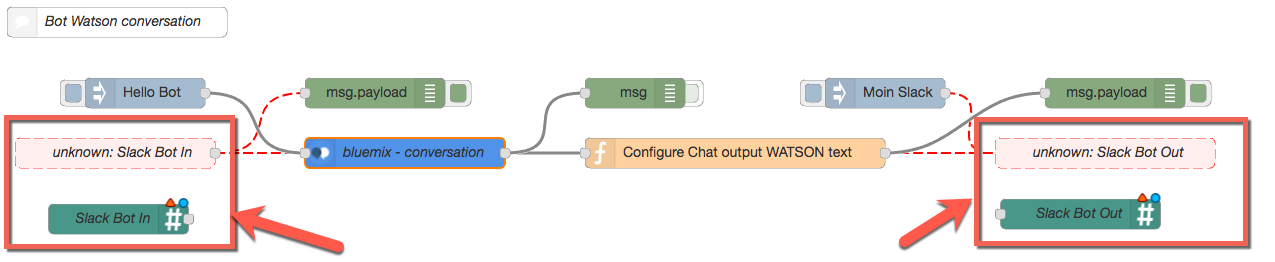 Bot Watson conversation
Hello Bot
msg.payload
msg
Moin Slack
msg.payload
unknown: Slack Bot In
bluemix - conversation
Configure Chat output WATSON text
unknown: Slack Bot Out
Slack Bot In
Slack Bot Out